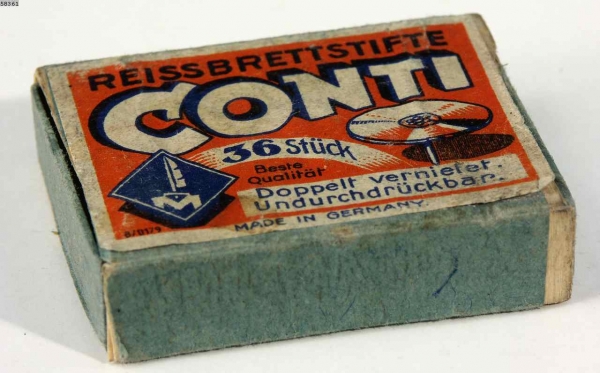 58361
REISSBRETTSTIFTE
CONTI
36 Stück
Beste
Qualität
Doppelt vernietet.
Undurchdrückbar.
MADE IN GERMANY